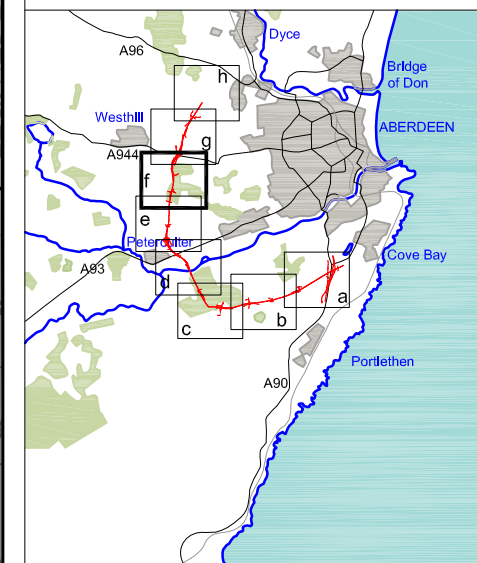 Dyce
A96
h
Bridge
of Don
Westhill
ABERDEEN
g
A944
f
e
Peterculter
Cove Bay
A93
d
a
b
c
Portlethen
A90